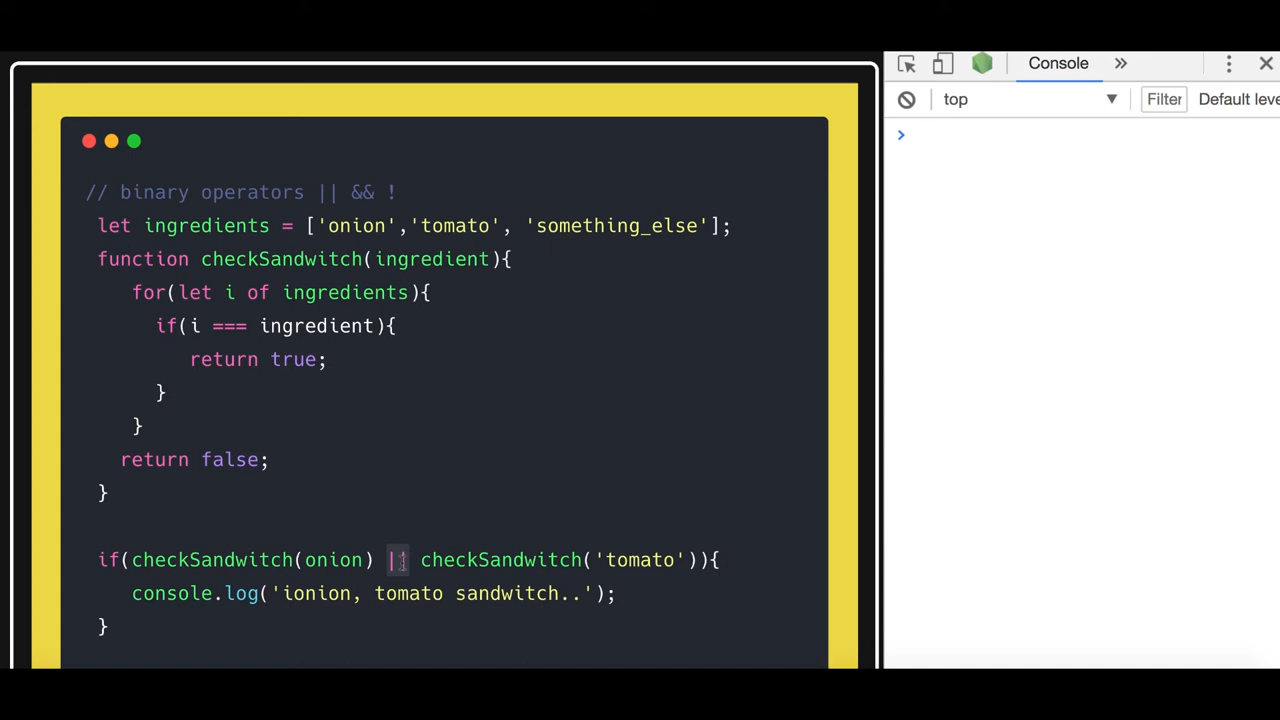 Console
top
Filter
Default leve
// binary operators || && !
let ingredients = ['onion','tomato', 'something_else'];
function checkSandwitch(ingredient){
for(let i of ingredients){
if(i === ingredient){
return true;
}
}
return false;
}
if(checkSandwitch(onion) || checkSandwitch('tomato')){
console.log('ionion, tomato sandwitch..');
}